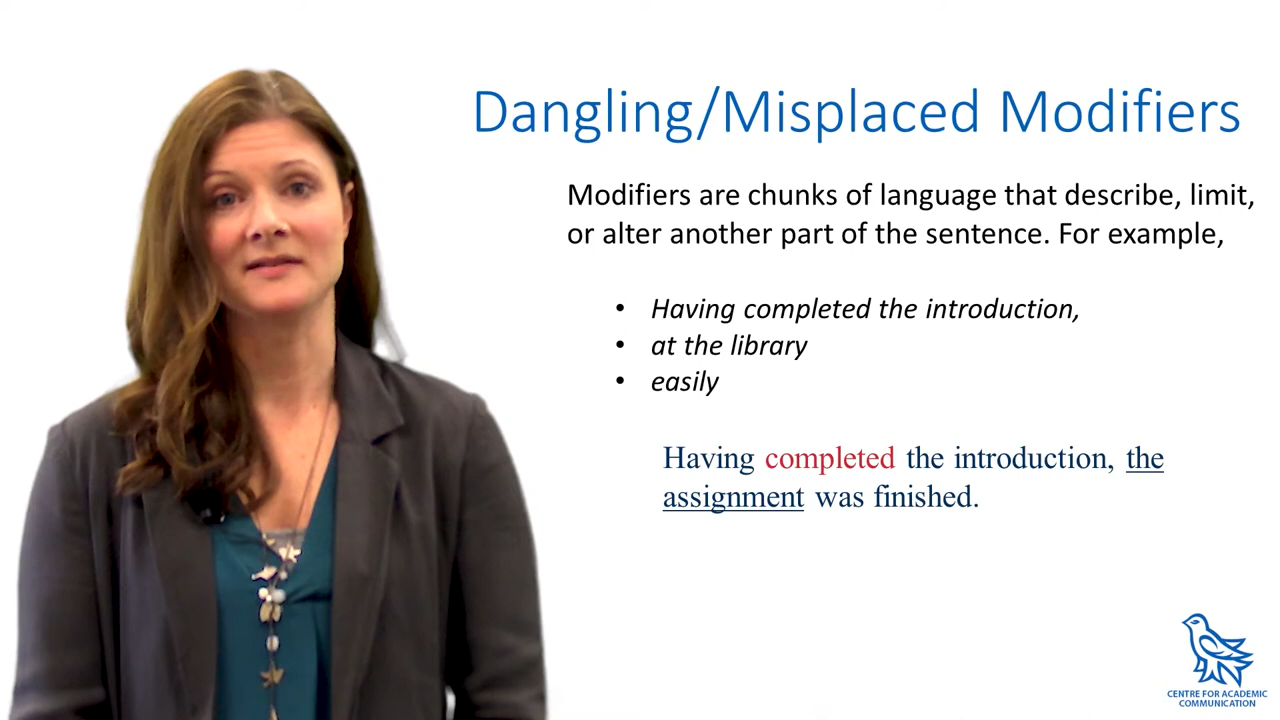 Dangling/Misplaced Modifiers
Modifiers are chunks of language that describe, limit,
or alter another part of the sentence. For example,
• Having completed the introduction,
• at the library
• easily
Having completed the introduction, the
assignment was finished.
CENTRE FOR ACADEMIC
COMMUNICATION